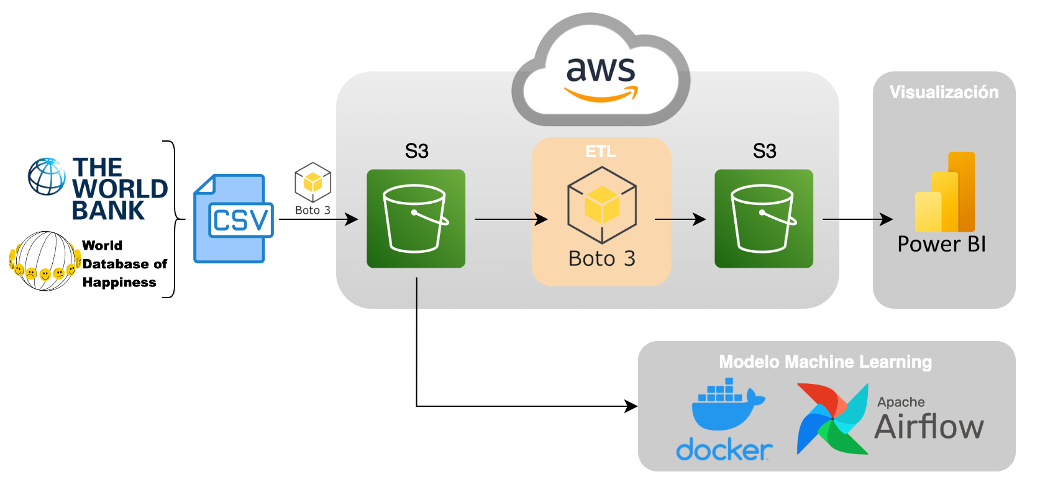 aws
Visualización
THE
WORLD
BANK
World
Database of
Happiness
CSV
Boto 3
S3
ETL
Boto 3
S3
Power BI
Modelo Machine Learning
docker
Apache
Airflow